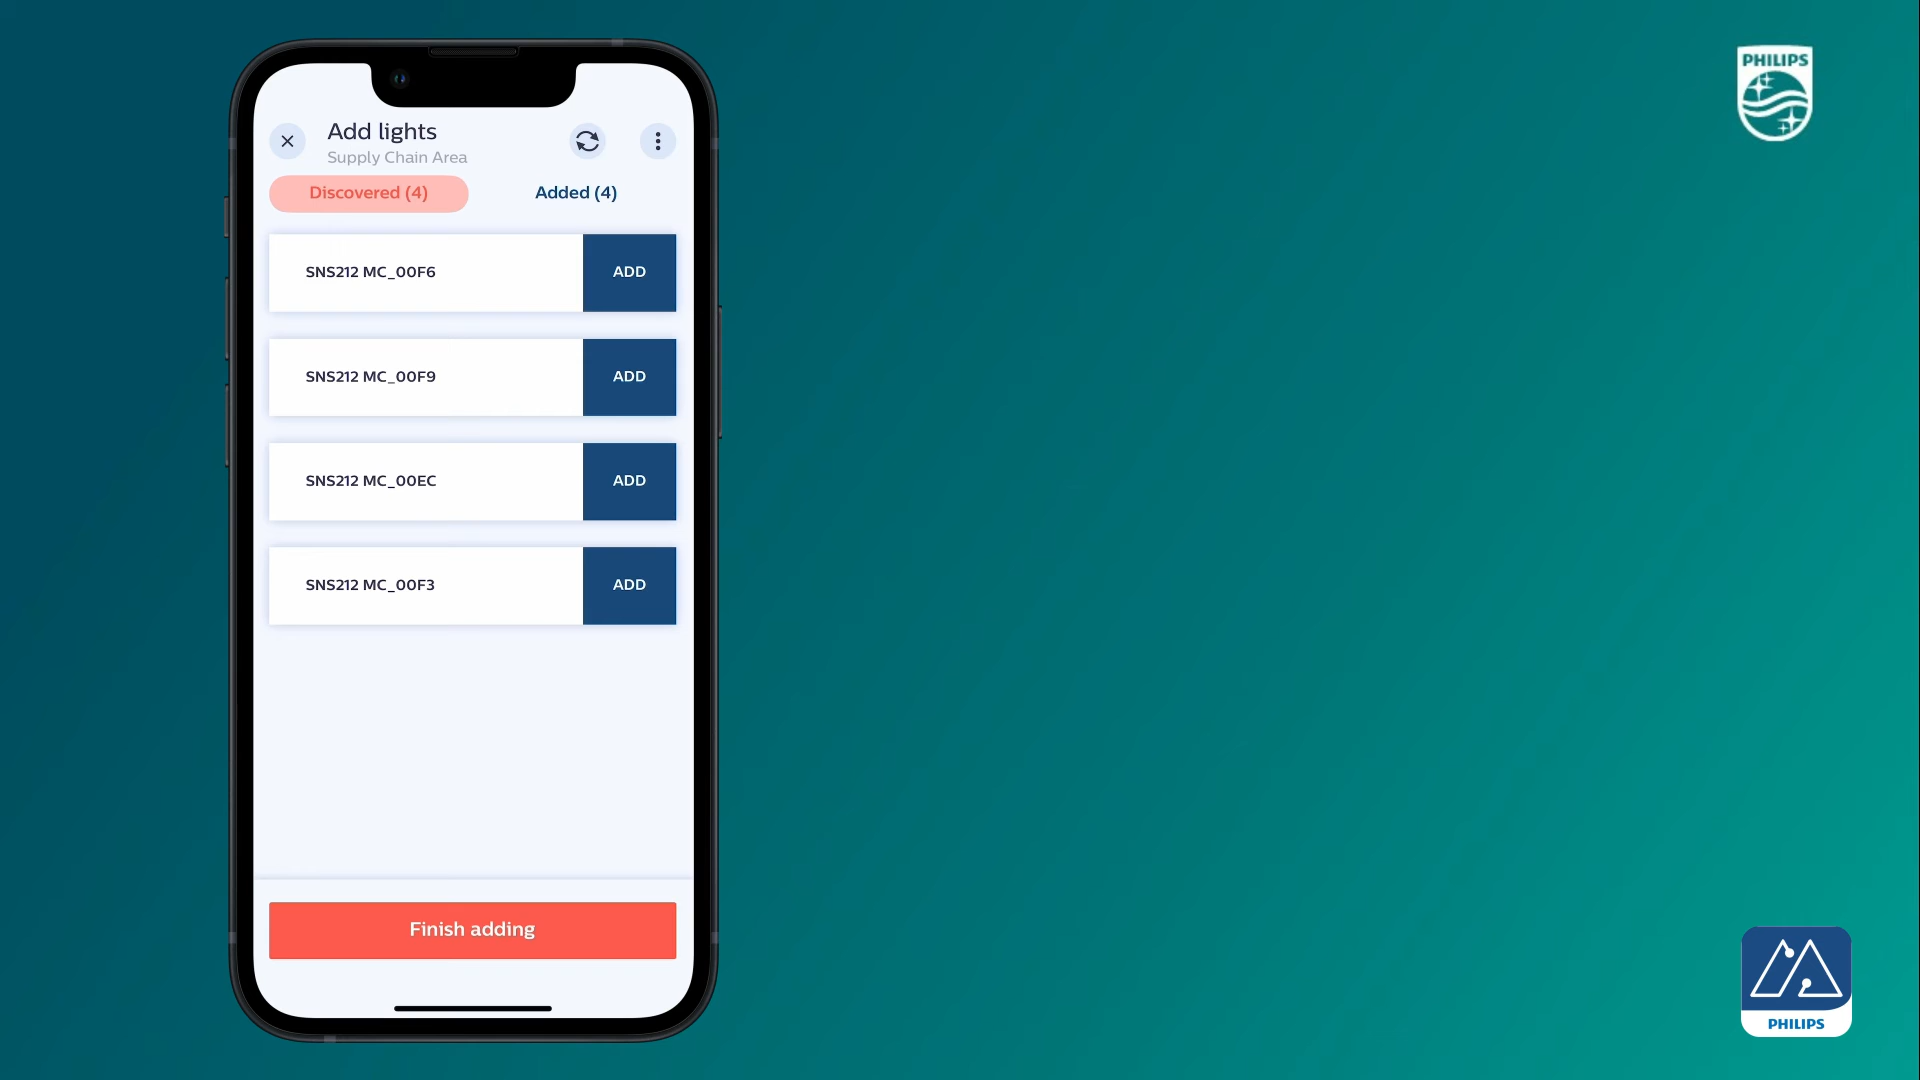 PHILIPS
Add lights
Supply Chain Area
Discovered (4)
Added (4)
SNS212 MC_00F6
ADD
SNS212 MC_00F9
ADD
SNS212 MC_00EC
ADD
SNS212 MC_00F3
ADD
Finish adding
PHILIPS